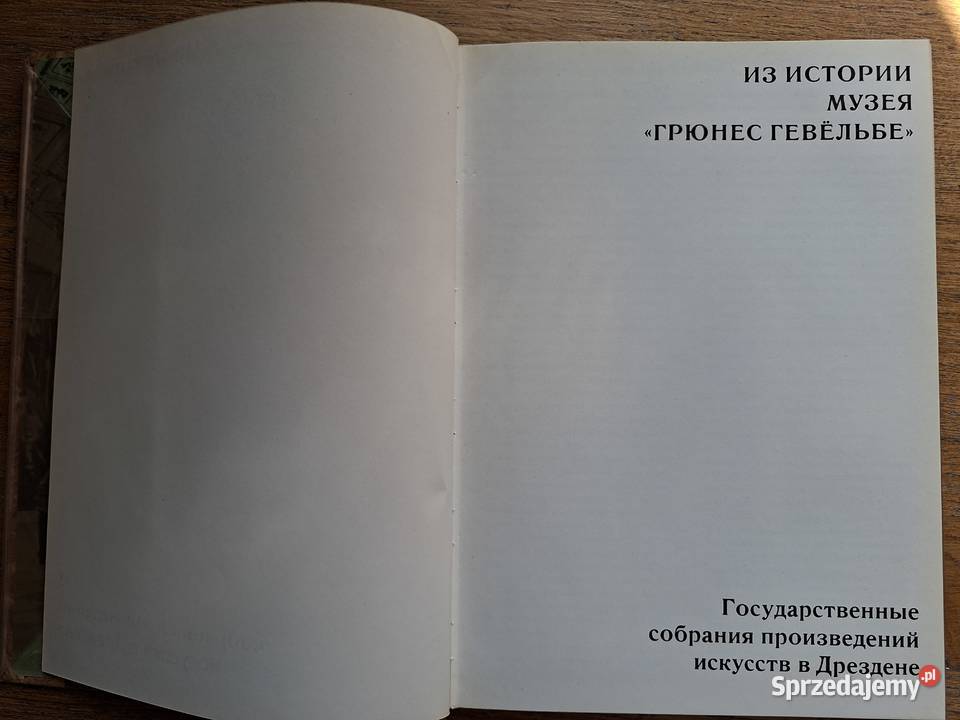 ИЗ ИСТОРИИ
МУЗЕЯ
«ГРЮНЕС ГЕВЁЛЬБЕ»
Государственные
собрания произведений
искусств в Дрездене
Sprzedajemy.pl